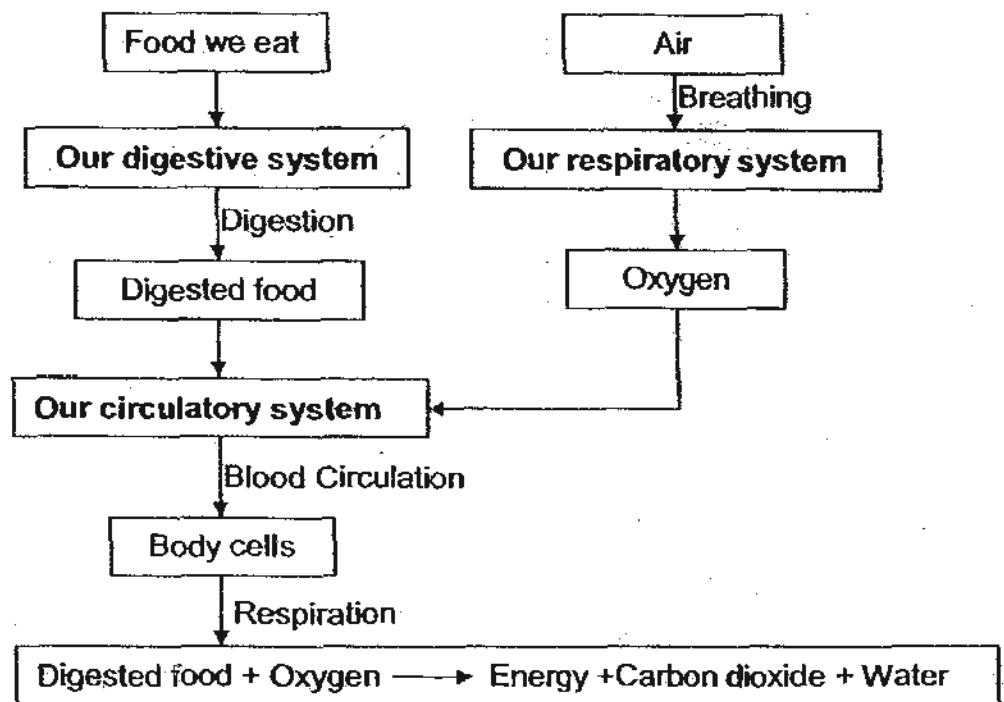 Food we eat
Air
Breathing
Our digestive system
Our respiratory system
Digestion
Digested food
Oxygen
Our circulatory system
Blood Circulation
Body cells
Respiration
Digested food + Oxygen ⟶ Energy +Carbon dioxide + Water